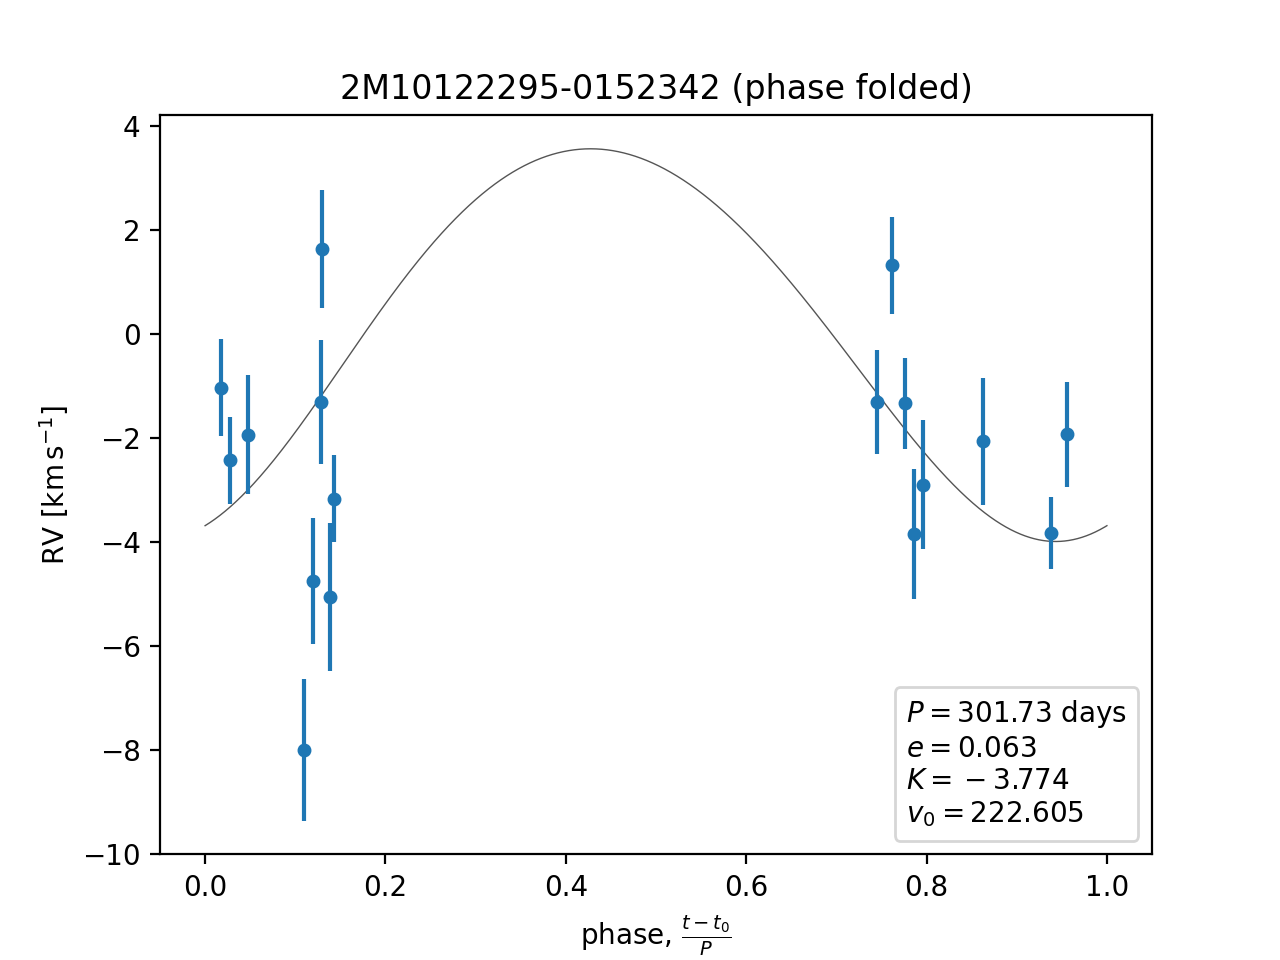 2M10122295-0152342 (phase folded)
4
2
0
−2
−4
−6
−8
−10
RV [km s⁻¹]
P = 301.73 days
e = 0.063
K = −3.774
v₀ = 222.605
0.0 0.2 0.4 0.6 0.8 1.0
phase, (t − t₀)/P